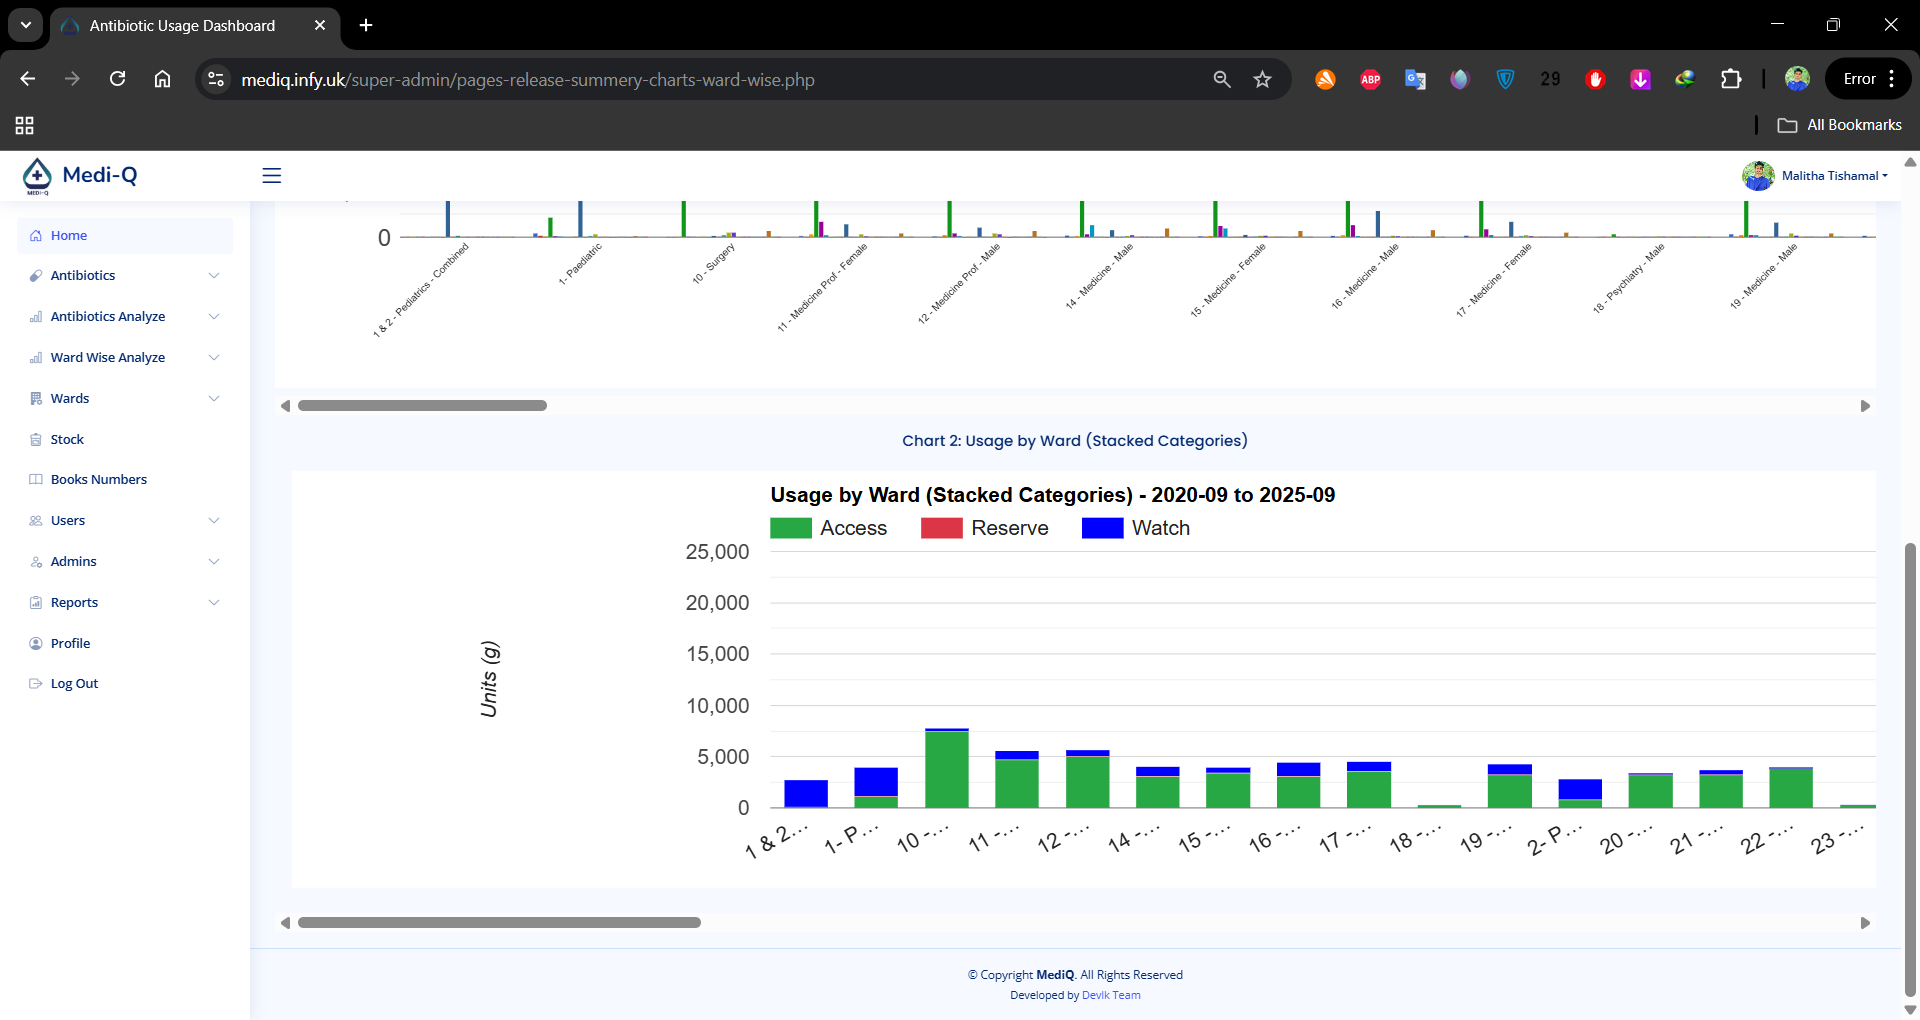 Antibiotic Usage Dashboard
mediq.infy.uk/super-admin/pages-release-summery-charts-ward-wise.php
ABP
29
Error
All Bookmarks
Medi-Q
MEDI-Q
Malitha Tishamal
Home
Antibiotics
Antibiotics Analyze
Ward Wise Analyze
Wards
Stock
Books Numbers
Users
Admins
Reports
Profile
Log Out
0
1 & 2 - Pediatrics - Combined
1- Paediatric
10 - Surgery
11 - Medicine Prof - Female
12 - Medicine Prof - Male
14 - Medicine - Male
15 - Medicine - Female
16 - Medicine - Male
17 - Medicine - Female
18 - Psychiatry - Male
19 - Medicine - Male
Chart 2: Usage by Ward (Stacked Categories)
Usage by Ward (Stacked Categories) - 2020-09 to 2025-09
Access Reserve Watch
25,000
20,000
15,000
10,000
5,000
0
Units (g)
1 & 2... 1- P... 10 -... 11 -... 12 -... 14 -... 15 -... 16 -... 17 -... 18 -... 19 -... 2- P... 20 -... 21 -... 22 -... 23 -...
© Copyright MediQ. All Rights Reserved
Developed by Devlk Team